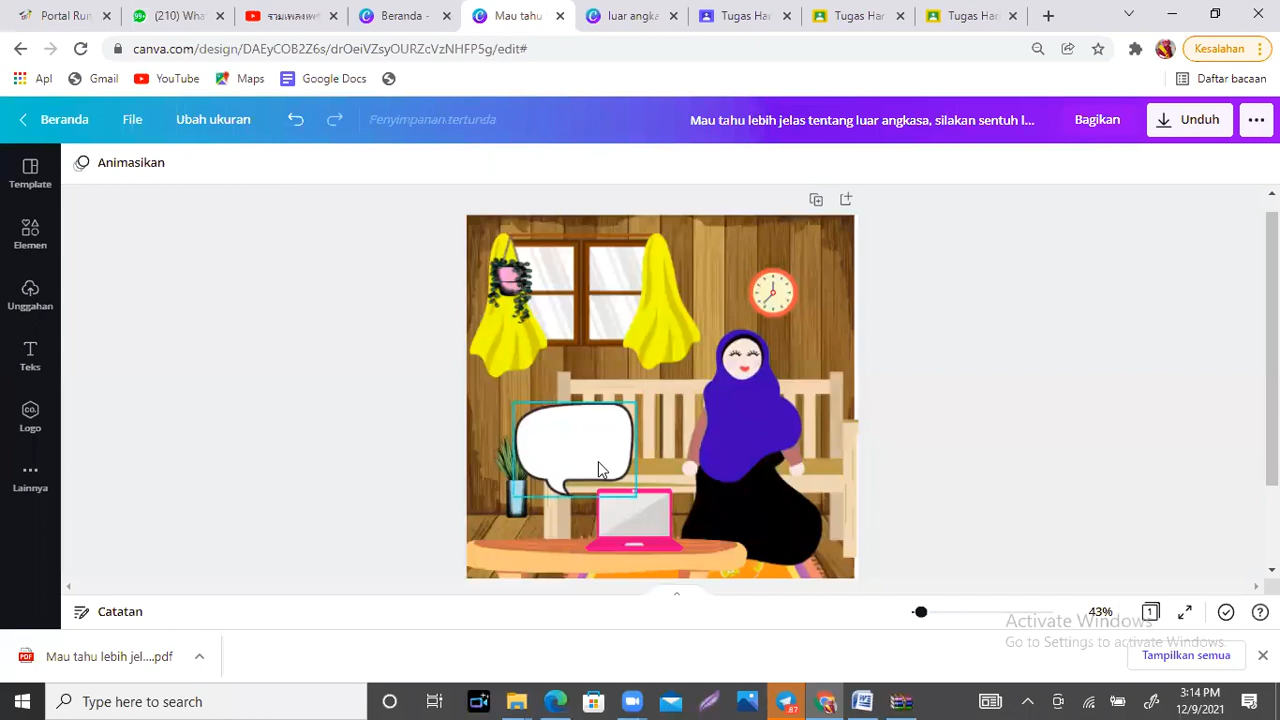 Portal Run
(210) Wha
Beranda -
Mau tahu
luar angka
Tugas Har
Tugas Har
Tugas Har
canva.com/design/DAEyCOB2Z6s/drOeiVZsyOURZcVzNHFP5g/edit#
Kesalahan
Apl
Gmail
YouTube
Maps
Google Docs
Daftar bacaan
Beranda
File
Ubah ukuran
Penyimpanan tertunda
Mau tahu lebih jelas tentang luar angkasa, silakan sentuh l...
Bagikan
Unduh
Template
Animasikan
Elemen
Unggahan
Teks
CO.
Logo
Lainnya
Catatan
43%
1
Activate Windows
Go to Settings to activate Windows.
PDF
Mau tahu lebih jel....pdf
Tampilkan semua
Type here to search
87
3:14 PM
12/9/2021